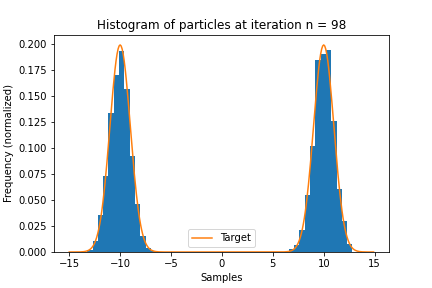 Histogram of particles at iteration n = 98
Frequency (normalized)
0.200
0.175
0.150
0.125
0.100
0.075
0.050
0.025
0.000
Target
−15 −10 −5 0 5 10 15
Samples